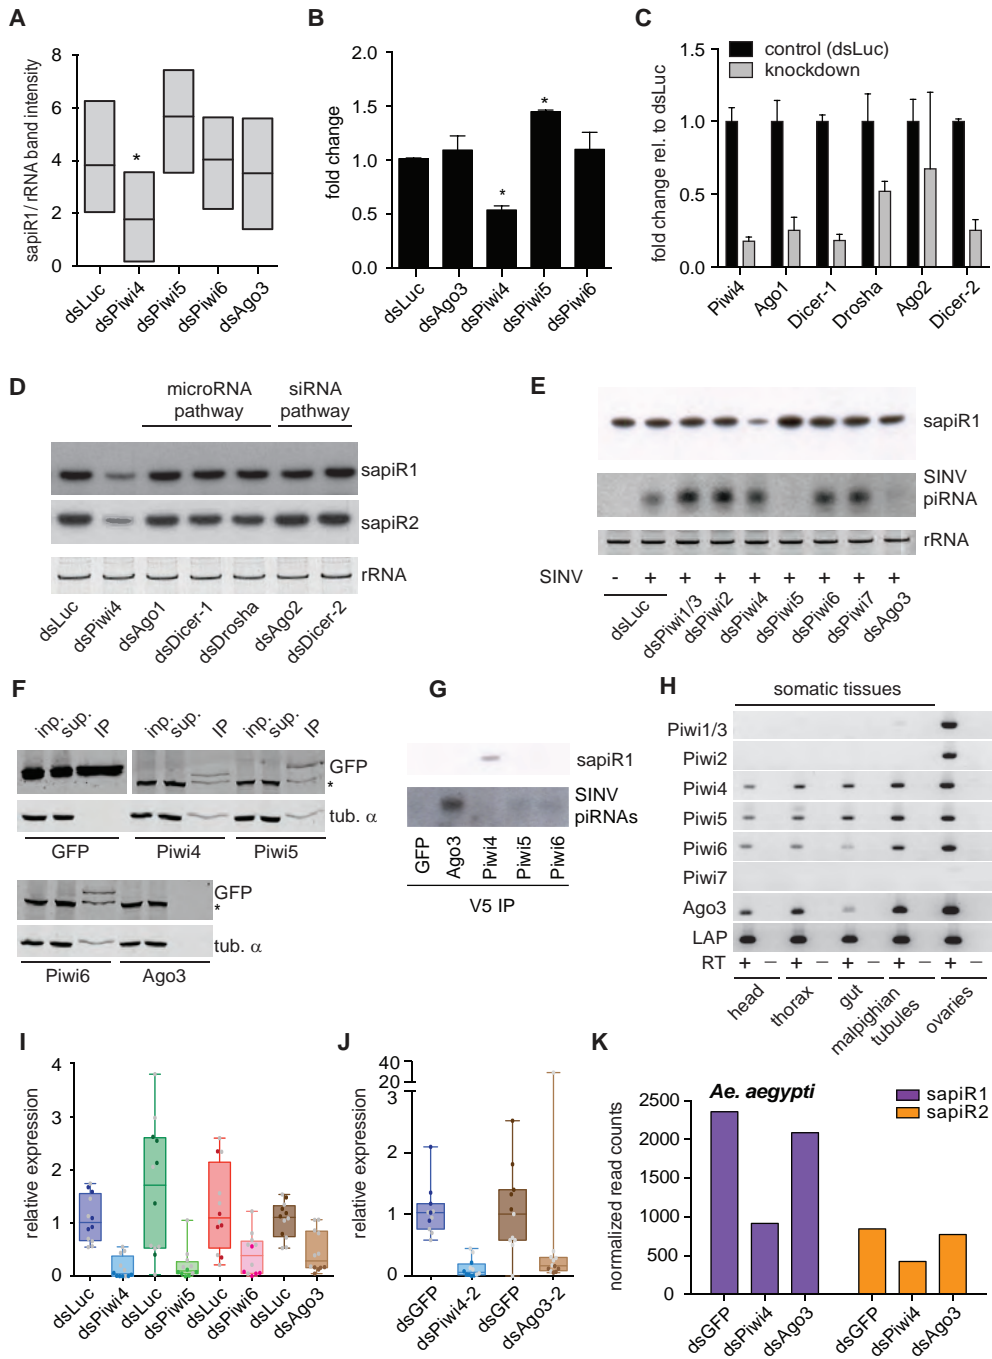 A
sapiR1/ rRNA band intensity
8
6
4
2
0
*
dsLuc
dsPiwi4
dsPiwi5
dsPiwi6
dsAgo3
B
fold change
2.0
1.5
1.0
0.5
0.0
*
*
dsLuc
dsAgo3
dsPiwi4
dsPiwi5
dsPiwi6
C
fold change rel. to dsLuc
1.5
1.0
0.5
0.0
control (dsLuc)
knockdown
Piwi4
Ago1
Dicer-1
Drosha
Ago2
Dicer-2
D
microRNA pathway
siRNA pathway
sapiR1
sapiR2
rRNA
dsLuc
dsPiwi4
dsAgo1
dsDicer-1
dsDrosha
dsAgo2
dsDicer-2
E
sapiR1
SINV piRNA
rRNA
SINV - + + + + + + + +
dsLuc
dsPiwi1/3
dsPiwi2
dsPiwi4
dsPiwi5
dsPiwi6
dsPiwi7
dsAgo3
F
inp. sup. IP inp. sup. IP inp. sup. IP
GFP
*
tub. α
GFP Piwi4 Piwi5
GFP
*
tub. α
Piwi6 Ago3
G
sapiR1
SINV piRNAs
GFP
Ago3
Piwi4
Piwi5
Piwi6
V5 IP
H
somatic tissues
Piwi1/3
Piwi2
Piwi4
Piwi5
Piwi6
Piwi7
Ago3
LAP
RT + − + − + − + − + −
head
thorax
gut
malpighian tubules
ovaries
I
relative expression
4
3
2
1
0
dsLuc
dsPiwi4
dsLuc
dsPiwi5
dsLuc
dsPiwi6
dsLuc
dsAgo3
J
relative expression
40
20
3
2
1
0
dsGFP
dsPiwi4-2
dsGFP
dsAgo3-2
K
Ae. aegypti
sapiR1
sapiR2
normalized read counts
2500
2000
1500
1000
500
0
dsGFP
dsPiwi4
dsAgo3
dsGFP
dsPiwi4
dsAgo3